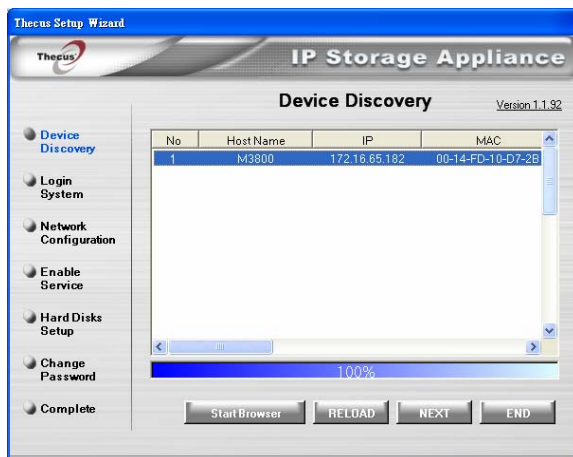 Thecus Setup Wizard
Thecus
IP Storage Appliance
Device Discovery
Version 1.1.92
Device Discovery
Login System
Network Configuration
Enable Service
Hard Disks Setup
Change Password
Complete
No Host Name IP MAC
1 M3800 172.16.65.182 00-14-FD-10-D7-2B
100%
Start Browser RELOAD NEXT END